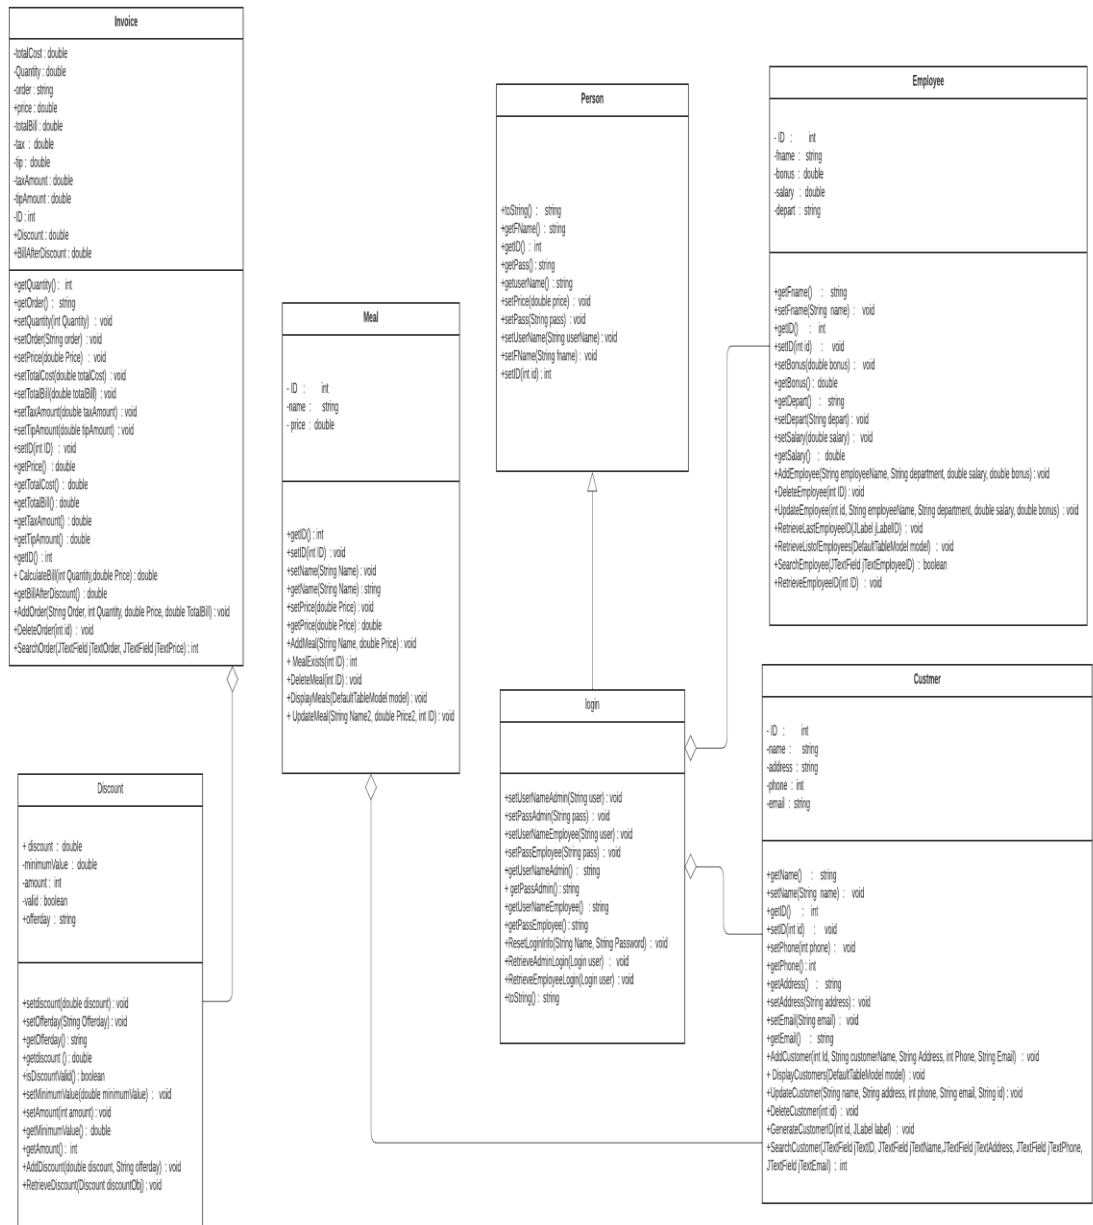 Invoice
-totalCost : double
-Quantity : double
-order : string
+price : double
-totalBill : double
-tax : double
-tip : double
-taxAmount : double
-tipAmount : double
-ID : int
+Discount : double
+BillAfterDiscount : double
+getQuantity() : int
+getOrder() : string
+setQuantity(int Quantity) : void
+setOrder(String order) : void
+setPrice(double Price) : void
+setTotalCost(double totalCost) : void
+setTotalBill(double totalBill) : void
+setTaxAmount(double taxAmount) : void
+setTipAmount(double tipAmount) : void
+setID(int ID) : void
+getPrice() : double
+getTotalCost() : double
+getTotalBill() : double
+getTaxAmount() : double
+getTipAmount() : double
+getID() : int
+ CalculateBill(int Quantity,double Price) : double
+getBillAfterDiscount() : double
+AddOrder(String Order, int Quantity, double Price, double TotalBill) : void
+DeleteOrder(int id) : void
+SearchOrder(JTextField jTextOrder, JTextField jTextPrice) : int
Discount
+ discount : double
-minimumValue : double
-amount : int
-valid : boolean
+offerday : string
+setdiscount(double discount) : void
+setOfferday(String Offerday) : void
+getOfferday() : string
+getdiscount () : double
+isDiscountValid() : boolean
+setMinimumValue(double minimumValue) : void
+setAmount(int amount) : void
+getMinimumValue() : double
+getAmount() : int
+AddDiscount(double discount, String offerday) : void
+RetrieveDiscount(Discount discountObj) : void
Meal
- ID : int
-name : string
- price : double
+getID() : int
+setID(int ID) : void
+setName(String Name) : void
+getName(String Name) : string
+setPrice(double Price) : void
+getPrice(double Price) : double
+AddMeal(String Name, double Price) : void
+ MealExists(int ID) : int
+DeleteMeal(int ID) : void
+DisplayMeals(DefaultTableModel model) : void
+ UpdateMeal(String Name2, double Price2, int ID) : void
Person
+toString() : string
+getFName() : string
+getID() : int
+getPass() : string
+getuserName() : string
+setPrice(double price) : void
+setPass(String pass) : void
+setUserName(String userName) : void
+setFName(String fname) : void
+setID(int id) : int
login
+setUserNameAdmin(String user) : void
+setPassAdmin(String pass) : void
+setUserNameEmployee(String user) : void
+setPassEmployee(String pass) : void
+getUserNameAdmin() : string
+ getPassAdmin() : string
+getUserNameEmployee() : string
+getPassEmployee() : string
+ResetLoginInfo(String Name, String Password) : void
+RetrieveAdminLogin(Login user) : void
+RetrieveEmployeeLogin(Login user) : void
+toString() : string
Employee
- ID : int
-fname : string
-bonus : double
-salary : double
-depart : string
+getFname() : string
+setFname(String name) : void
+getID() : int
+setID(int id) : void
+setBonus(double bonus) : void
+getBonus() : double
+getDepart() : string
+setDepart(String depart) : void
+setSalary(double salary) : void
+getSalary() : double
+AddEmployee(String employeeName, String department, double salary, double bonus) : void
+DeleteEmployee(int ID) : void
+UpdateEmployee(int id, String employeeName, String department, double salary, double bonus) : void
+RetrieveLastEmployeeID(JLabel jLabelID) : void
+RetrieveListofEmployees(DefaultTableModel model) : void
+SearchEmployee(JTextField jTextEmployeeID) : boolean
+RetrieveEmployeeID(int ID) : void
Custmer
- ID : int
-name : string
-address : string
-phone : int
-email : string
+getName() : string
+setName(String name) : void
+getID() : int
+setID(int id) : void
+setPhone(int phone) : void
+getPhone() : int
+getAddress() : string
+setAddress(String address) : void
+setEmail(String email) : void
+getEmail() : string
+AddCustomer(int Id, String customerName, String Address, int Phone, String Email) : void
+ DisplayCustomers(DefaultTableModel model) : void
+UpdateCustomer(String name, String address, int phone, String email, String id) : void
+DeleteCustomer(int id) : void
+GenerateCustomerID(int id, JLabel label) : void
+SearchCustomer(JTextField jTextID, JTextField jTextName,JTextField jTextAddress, JTextField jTextPhone,
JTextField jTextEmail) : int